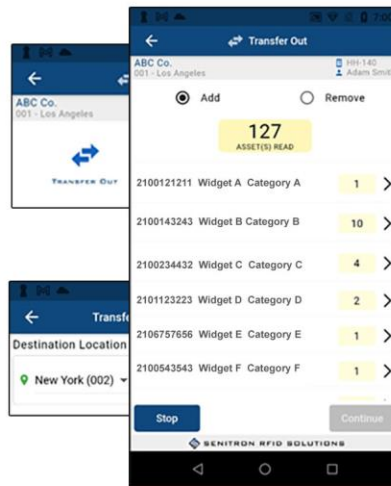 Transfer Out
ABC Co.
001 - Los Angeles
HH-140
Adam Smit
Add
Remove
127
ASSET(S) READ
2100121211 Widget A Category A 1
2100143243 Widget B Category B 10
2100234432 Widget C Category C 4
2101123223 Widget D Category D 2
2106757656 Widget E Category E 1
2100543543 Widget F Category F 1
Stop
Continue
SENITRON RFID SOLUTIONS
ABC Co.
001 - Los Angeles
TRANSFER OUT
Transfe
Destination Location
New York (002)